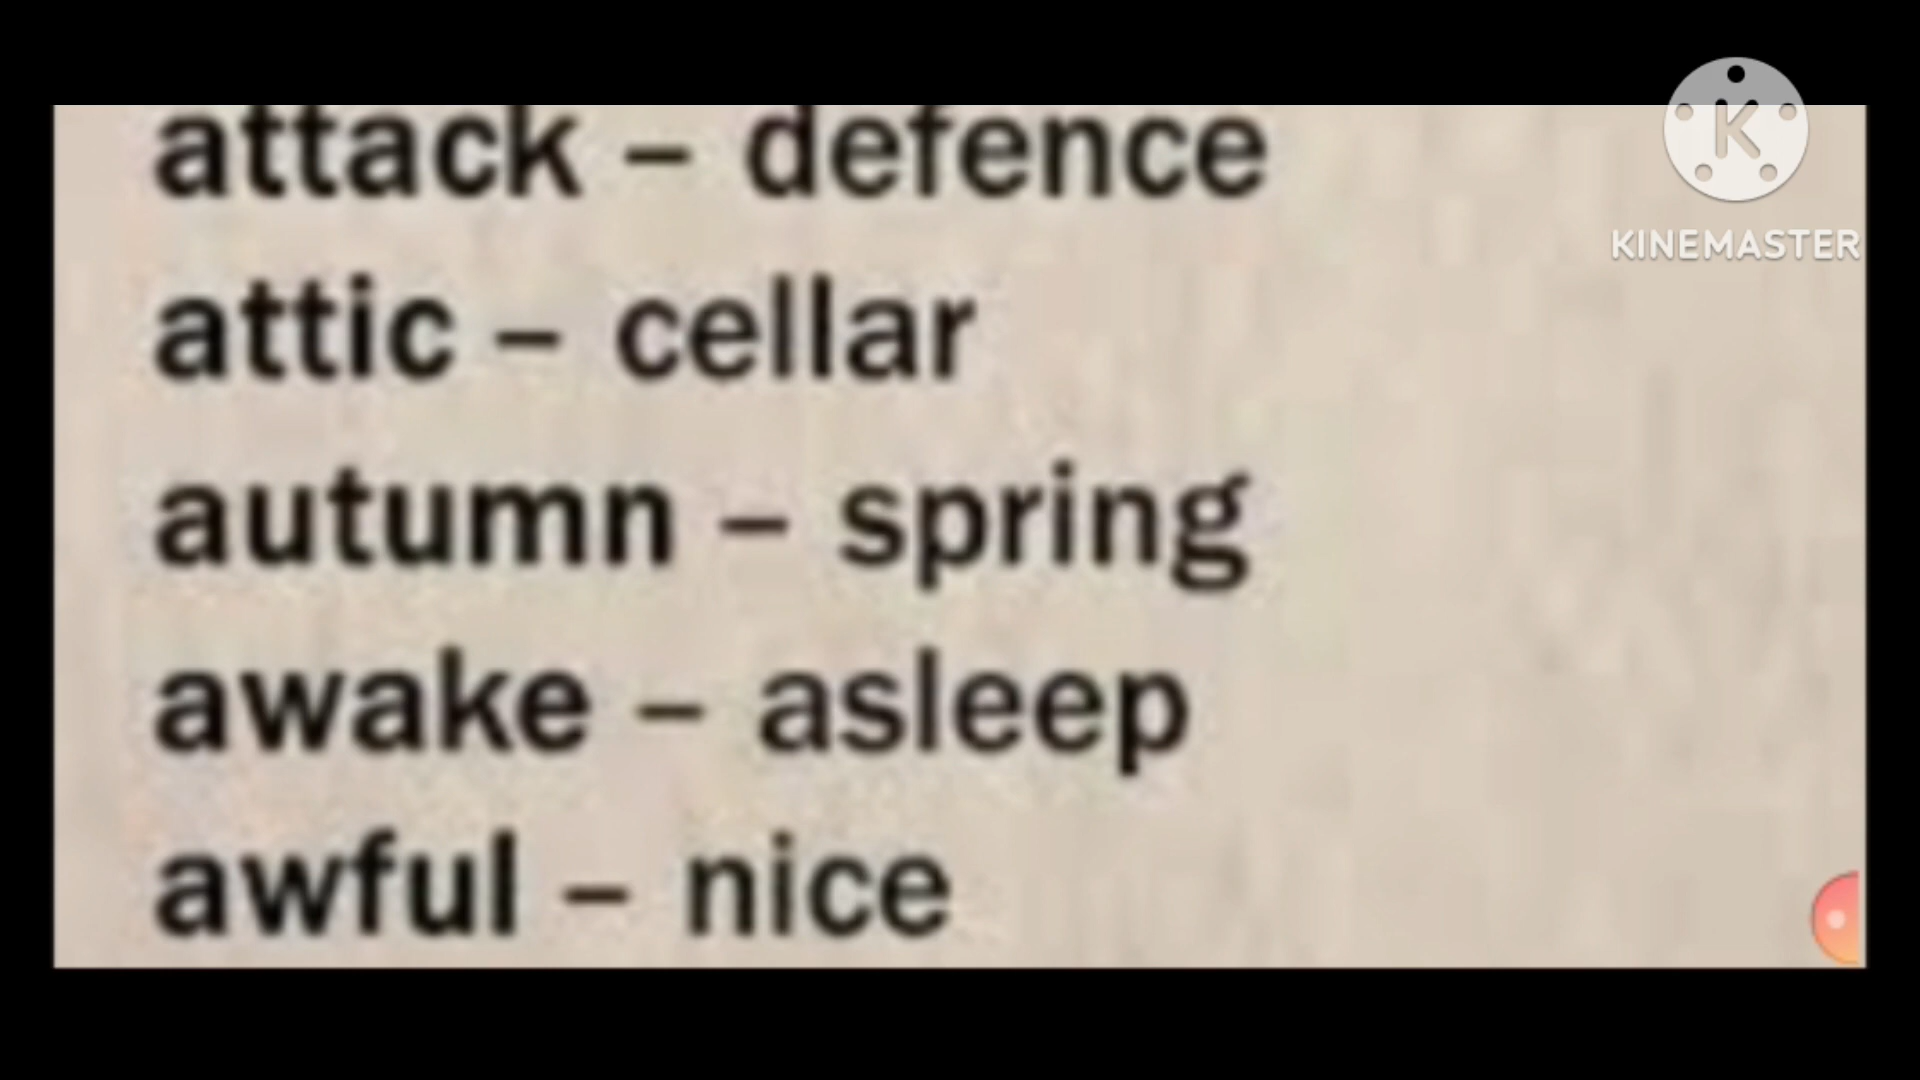 attack – defence
attic – cellar
autumn – spring
awake – asleep
awful – nice
K
KINEMASTER